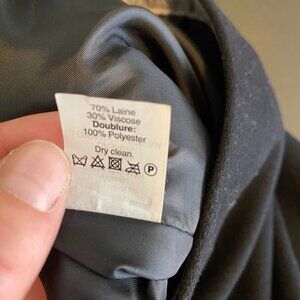 70% Laine
30% Viscose
Doublure:
100% Polyester
Dry clean.
P